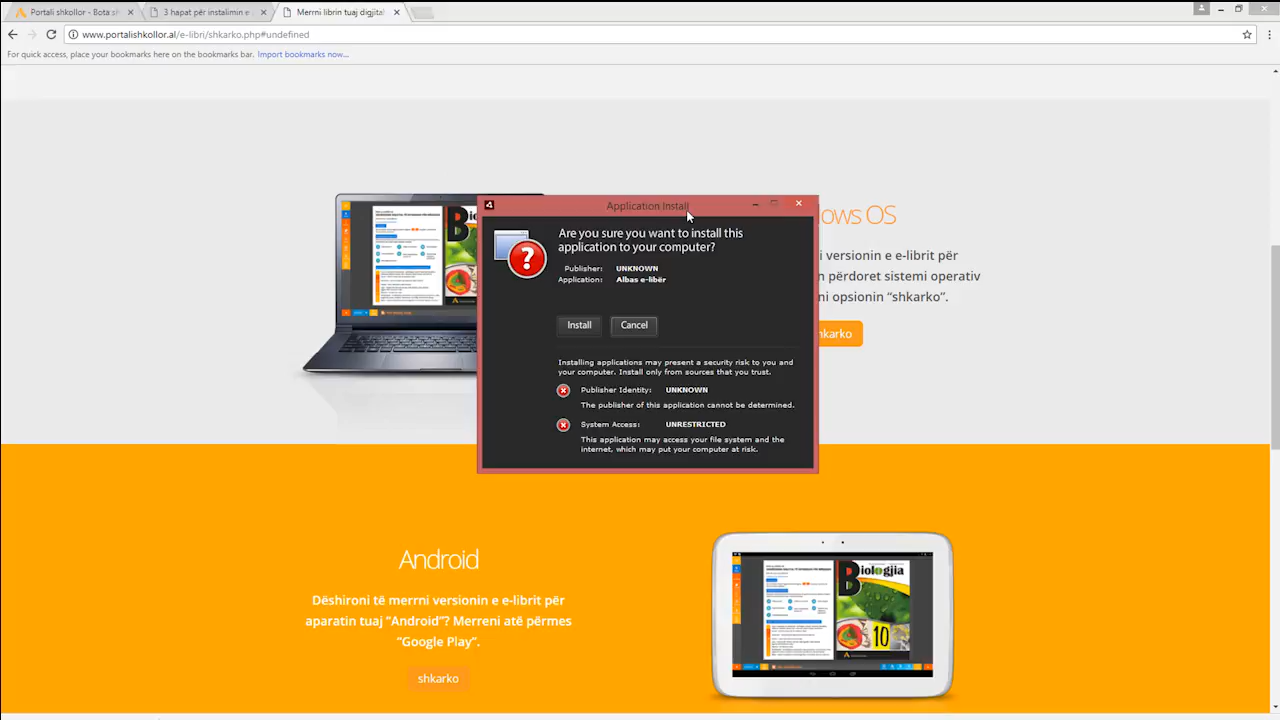 Portali shkollor - Bota sh
3 hapat për instalimin e
Merrni librin tuaj digjita
www.portalishkollor.al/e-libri/shkarko.php#undefined
For quick access, place your bookmarks here on the bookmarks bar. Import bookmarks now...
Application Install
Are you sure you want to install this
application to your computer?
Publisher: UNKNOWN
Application: Albas e-libër
Install
Cancel
Installing applications may present a security risk to you and
your computer. Install only from sources that you trust.
Publisher Identity: UNKNOWN
The publisher of this application cannot be determined.
System Access: UNRESTRICTED
This application may access your file system and the
internet, which may put your computer at risk.
ows OS
versionin e e-librit për
përdoret sistemi operativ
ni opsionin “shkarko”.
hkarko
Android
Dëshironi të merrni versionin e e-librit për
aparatin tuaj “Android”? Merreni atë përmes
“Google Play”.
shkarko
Biologjia
10